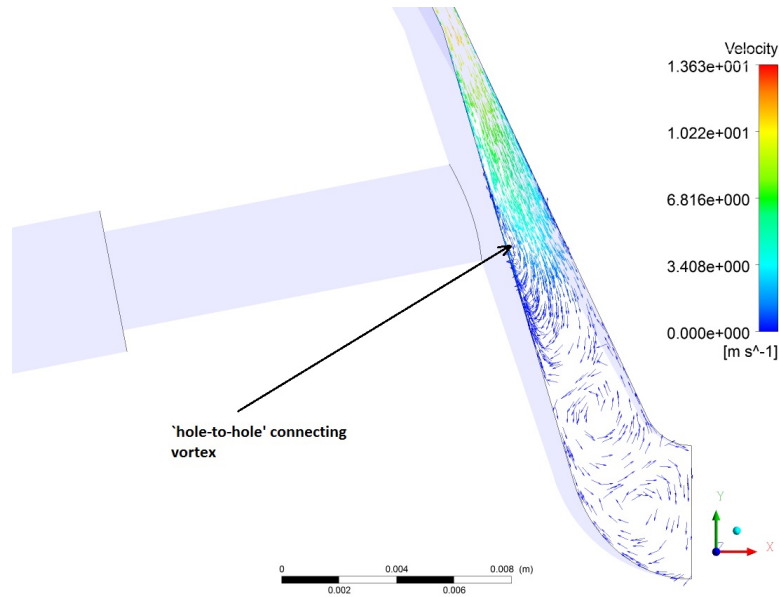 Velocity
1.363e+001
1.022e+001
6.816e+000
3.408e+000
0.000e+000
[m s^-1]
`hole-to-hole' connecting
vortex
Y
Z
X
0 0.004 0.008 (m)
0.002 0.006